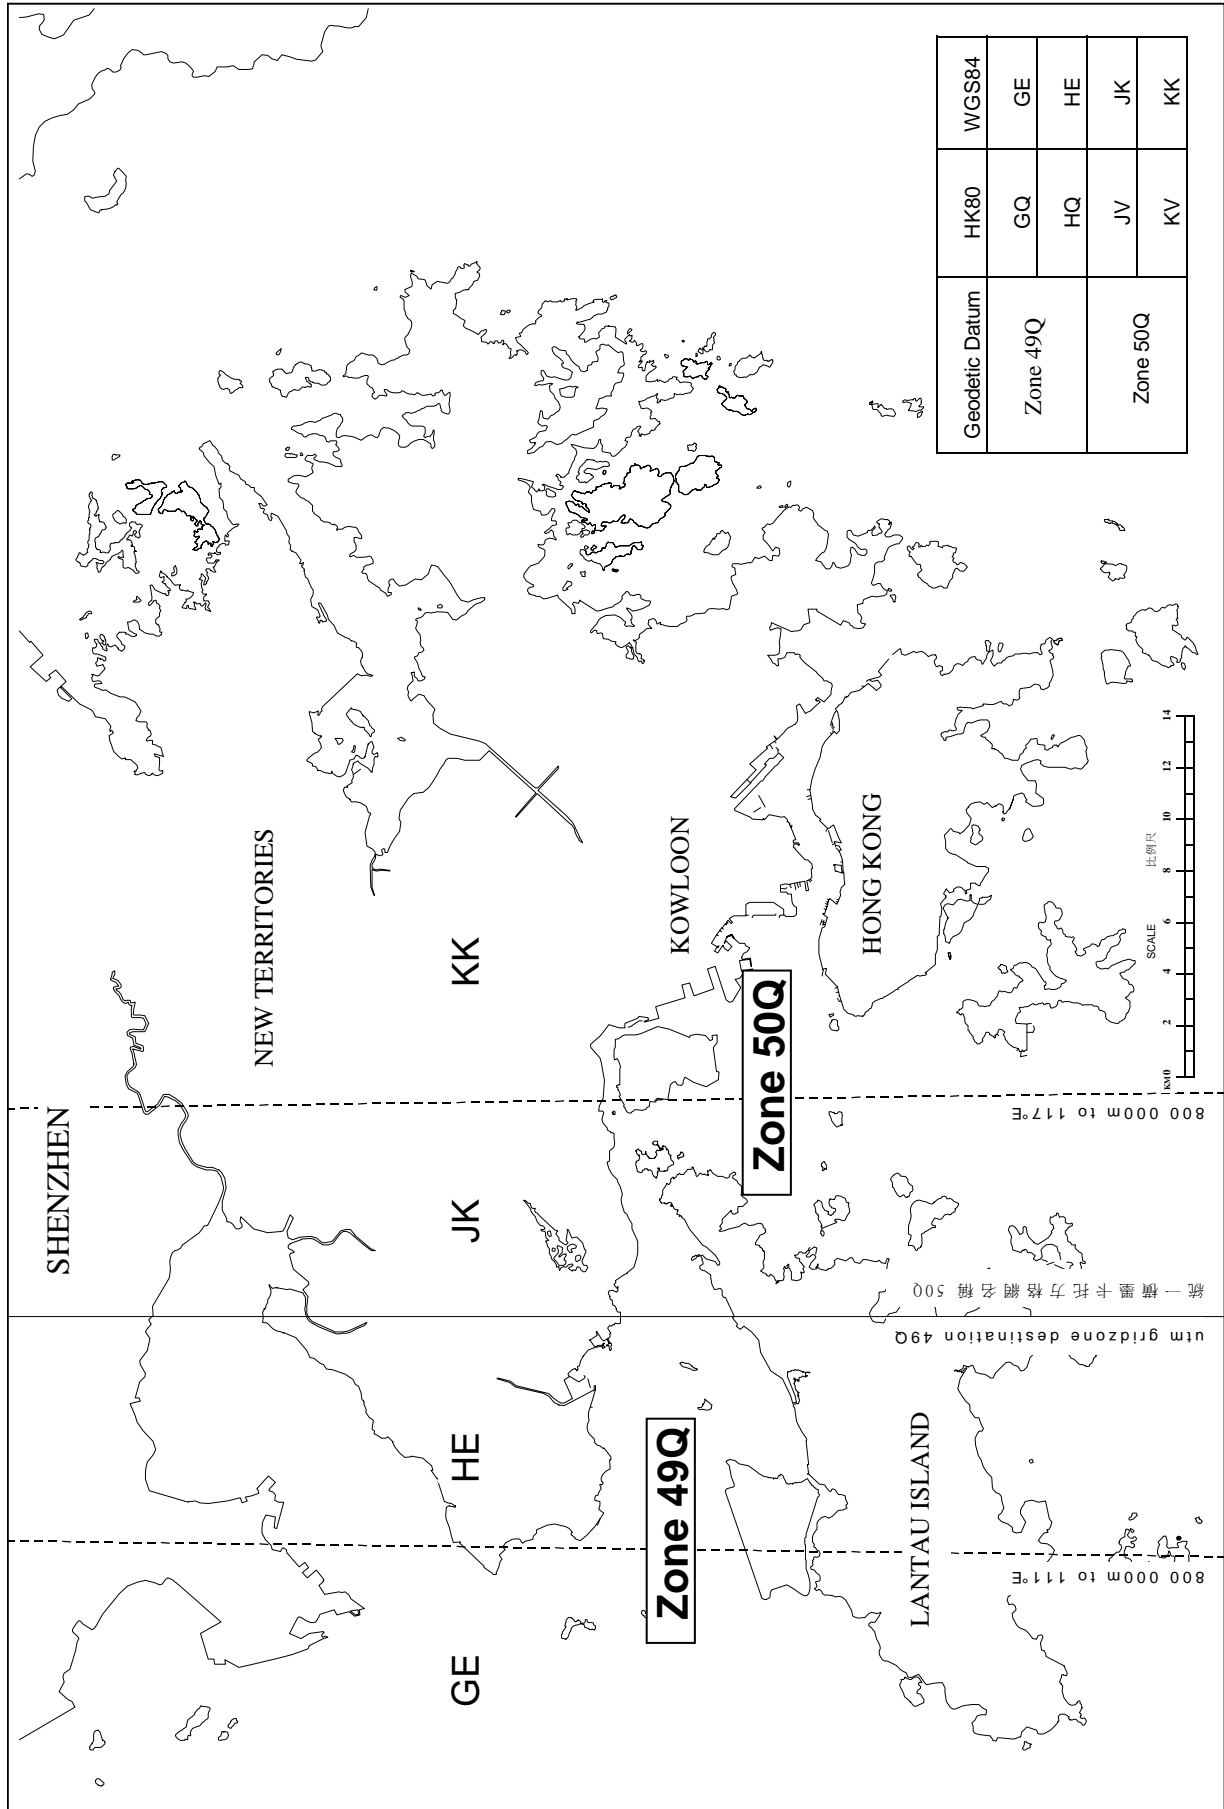 SHENZHEN
NEW TERRITORIES
GE
HE
JK
KK
KOWLOON
Zone 49Q
Zone 50Q
HONG KONG
LANTAU ISLAND
800 000m to 111°E
utm gridzone destination 49Q
統一橫墨卡托方格網名稱 50Q
800 000m to 117°E
SCALE 比例尺
KM 0 2 4 6 8 10 12 14
Geodetic Datum HK80 WGS84
Zone 49Q GQ GE
HQ HE
Zone 50Q JV JK
KV KK